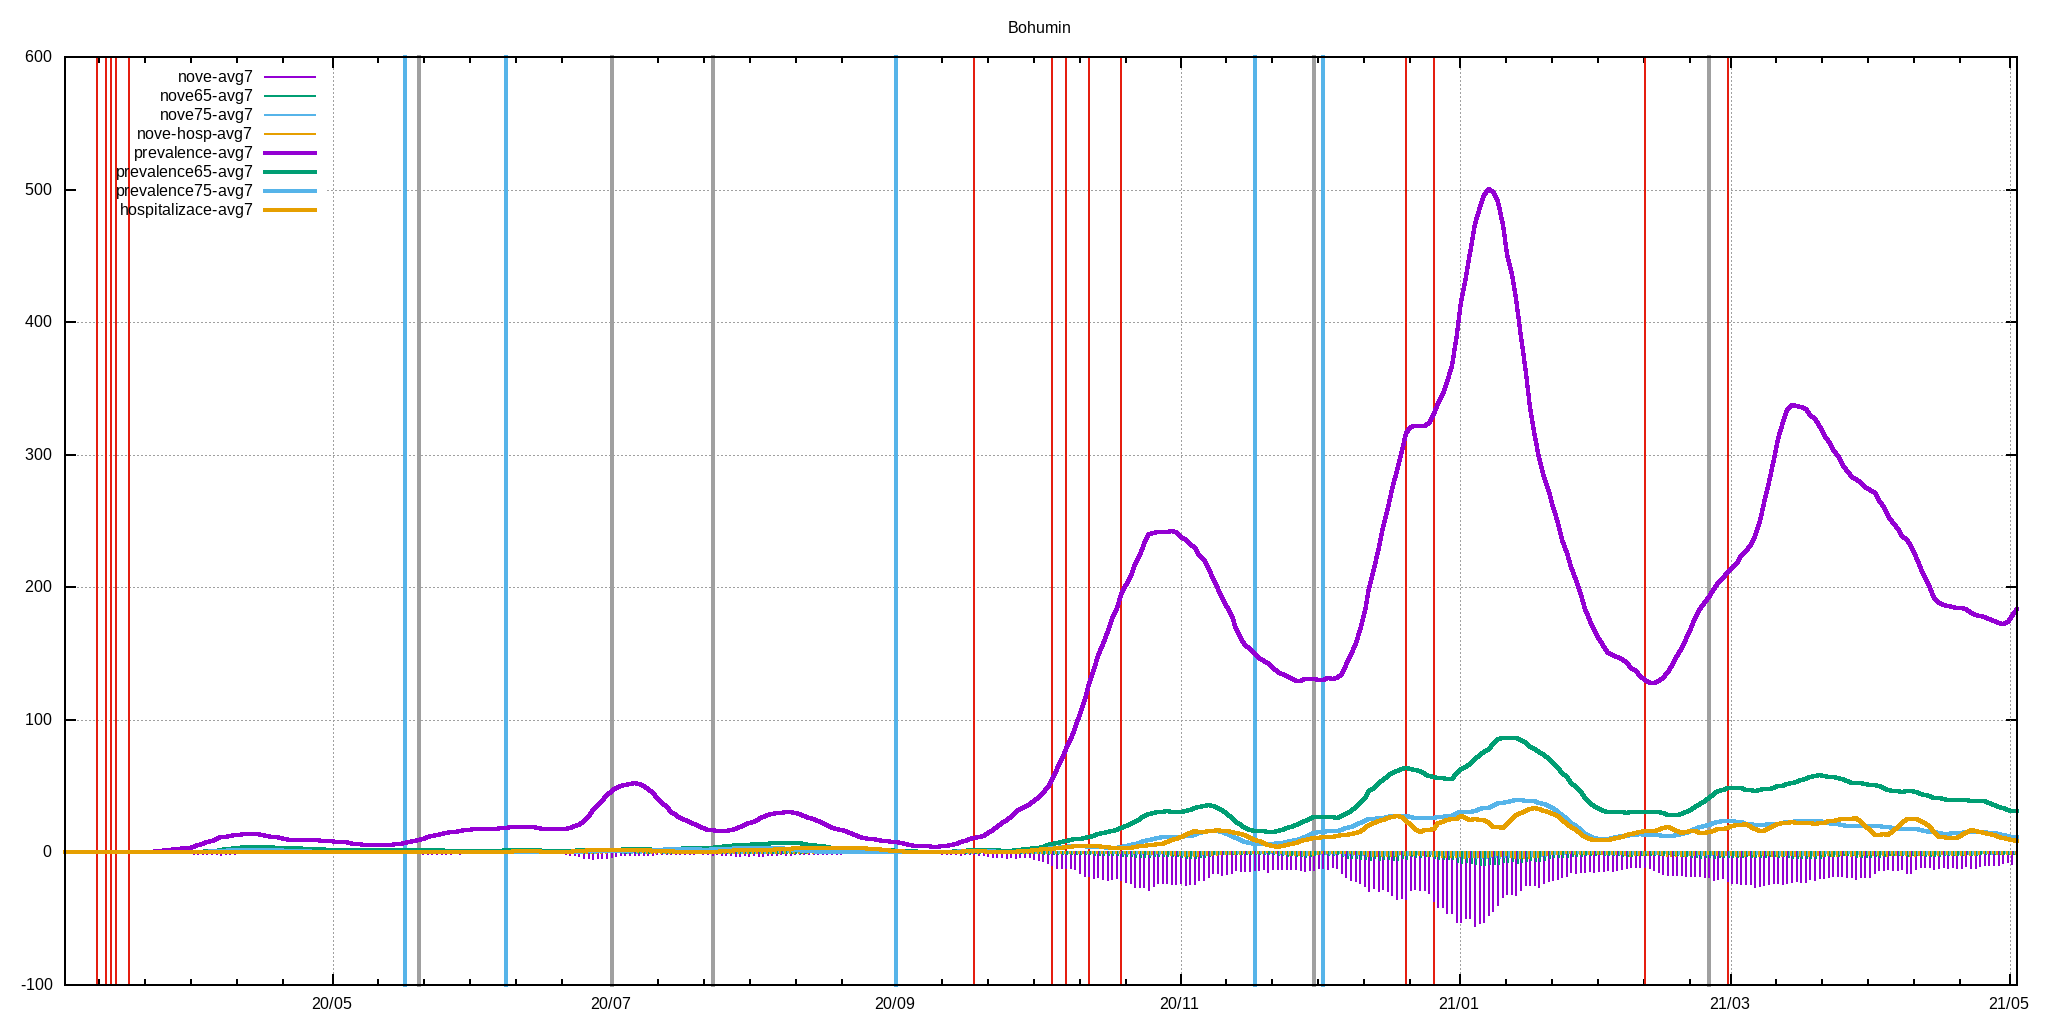 Bohumin
600
nove-avg7
nove65-avg7
nove75-avg7
nove-hosp-avg7
prevalence-avg7
prevalence65-avg7
prevalence75-avg7
hospitalizace-avg7
500
400
300
200
100
0
-100
20/05 20/07 20/09 20/11 21/01 21/03 21/05